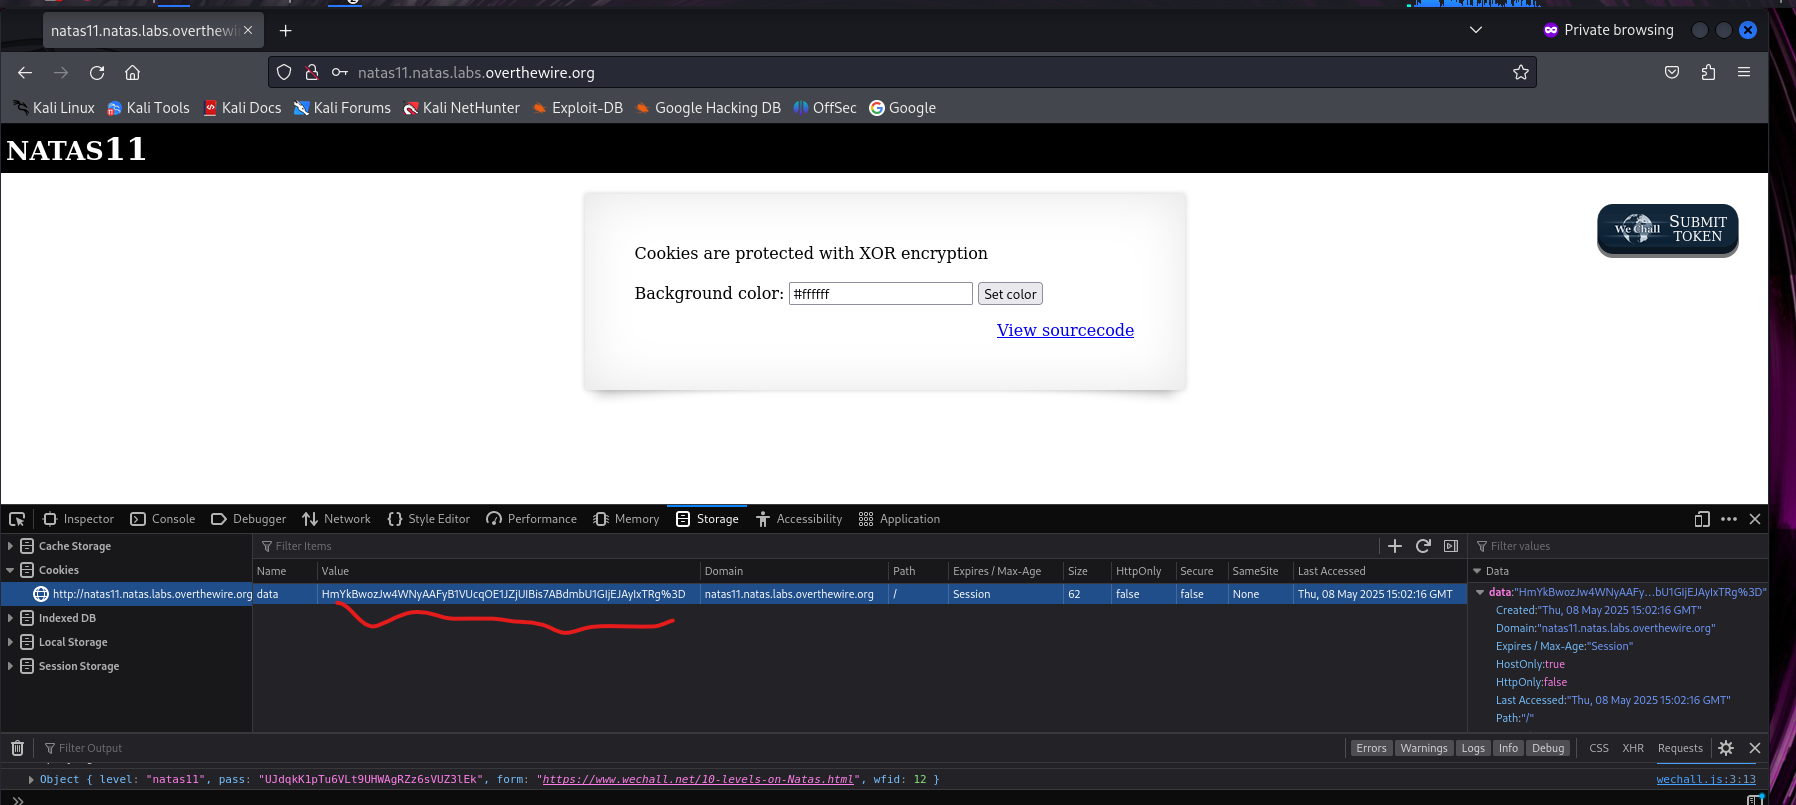 natas11.natas.labs.overthewi
Private browsing
natas11.natas.labs.overthewire.org
Kali Linux Kali Tools Kali Docs Kali Forums Kali NetHunter Exploit-DB Google Hacking DB OffSec Google
NATAS11
We Chall SUBMIT TOKEN
Cookies are protected with XOR encryption
Background color: #ffffff Set color
View sourcecode
Inspector Console Debugger Network Style Editor Performance Memory Storage Accessibility Application
Cache Storage Filter Items Filter values
Cookies Name Value Domain Path Expires / Max-Age Size HttpOnly Secure SameSite Last Accessed Data
http://natas11.natas.labs.overthewire.org data HmYkBwozJw4WNyAAFyB1VUcqOE1JZjUIBis7ABdmbU1GIjEJAyIxTRg%3D natas11.natas.labs.overthewire.org / Session 62 false false None Thu, 08 May 2025 15:02:16 GMT data:"HmYkBwozJw4WNyAAFy…bU1GIjEJAyIxTRg%3D"
Created:"Thu, 08 May 2025 15:02:16 GMT"
Indexed DB Domain:"natas11.natas.labs.overthewire.org"
Local Storage Expires / Max-Age:"Session"
HostOnly:true
Session Storage HttpOnly:false
Last Accessed:"Thu, 08 May 2025 15:02:16 GMT"
Path:"/"
Filter Output Errors Warnings Logs Info Debug CSS XHR Requests
Object { level: "natas11", pass: "UJdqkK1pTu6VLt9UHWAgRZz6sVUZ3lEk", form: "https://www.wechall.net/10-levels-on-Natas.html", wfid: 12 } wechall.js:3:13